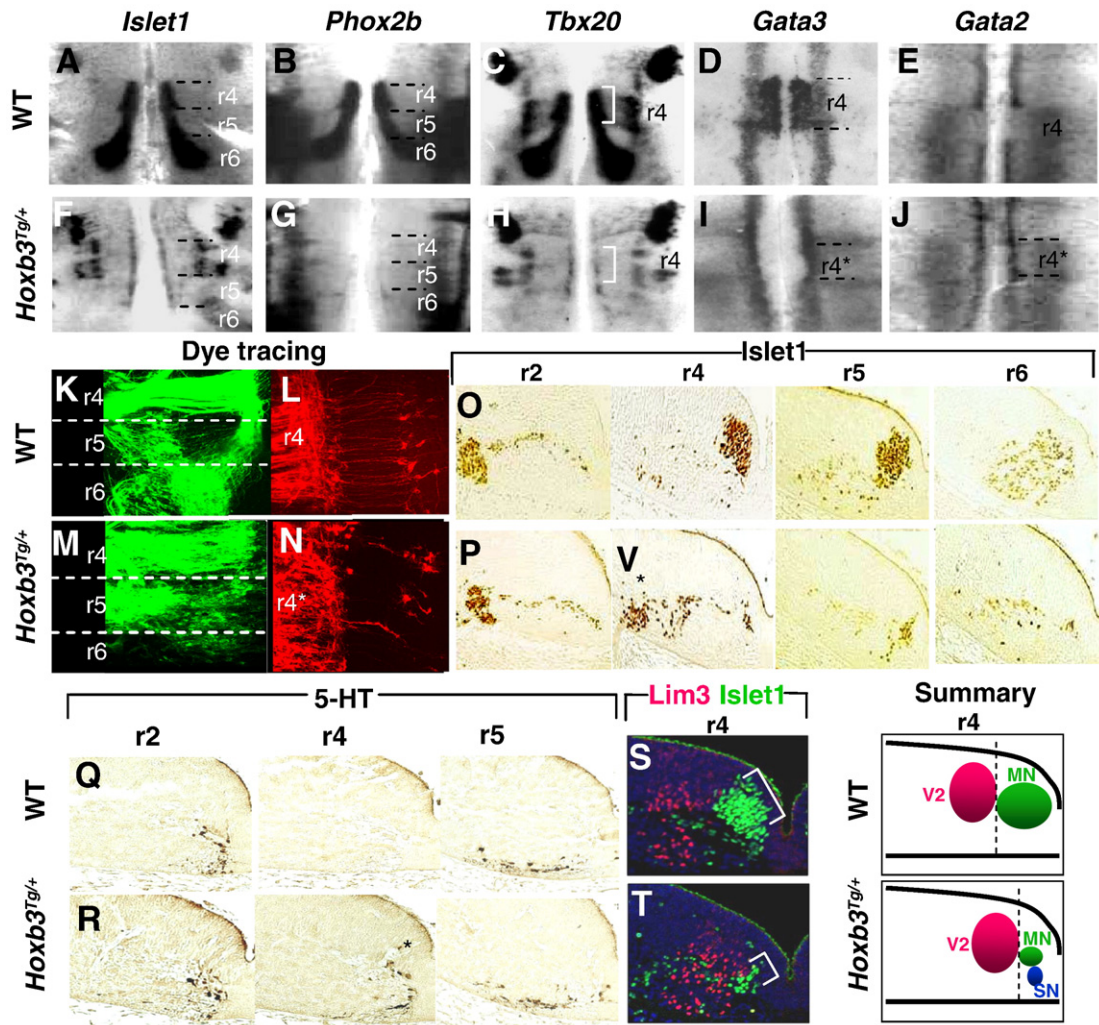 Islet1 Phox2b Tbx20 Gata3 Gata2
WT
A r4 r5 r6
B r4 r5 r6
C r4
D r4
E r4
Hoxb3Tg/+
F r4 r5 r6
G r4 r5 r6
H r4
I r4*
J r4*
Dye tracing
Islet1
r2 r4 r5 r6
WT
K r4 r5 r6
L r4
O
Hoxb3Tg/+
M r4 r5 r6
N r4*
P
V *
5-HT
r2 r4 r5
Lim3 Islet1
r4
Summary
r4
WT
Q
S
WT
V2 MN
Hoxb3Tg/+
R *
T
Hoxb3Tg/+
V2 MN
SN